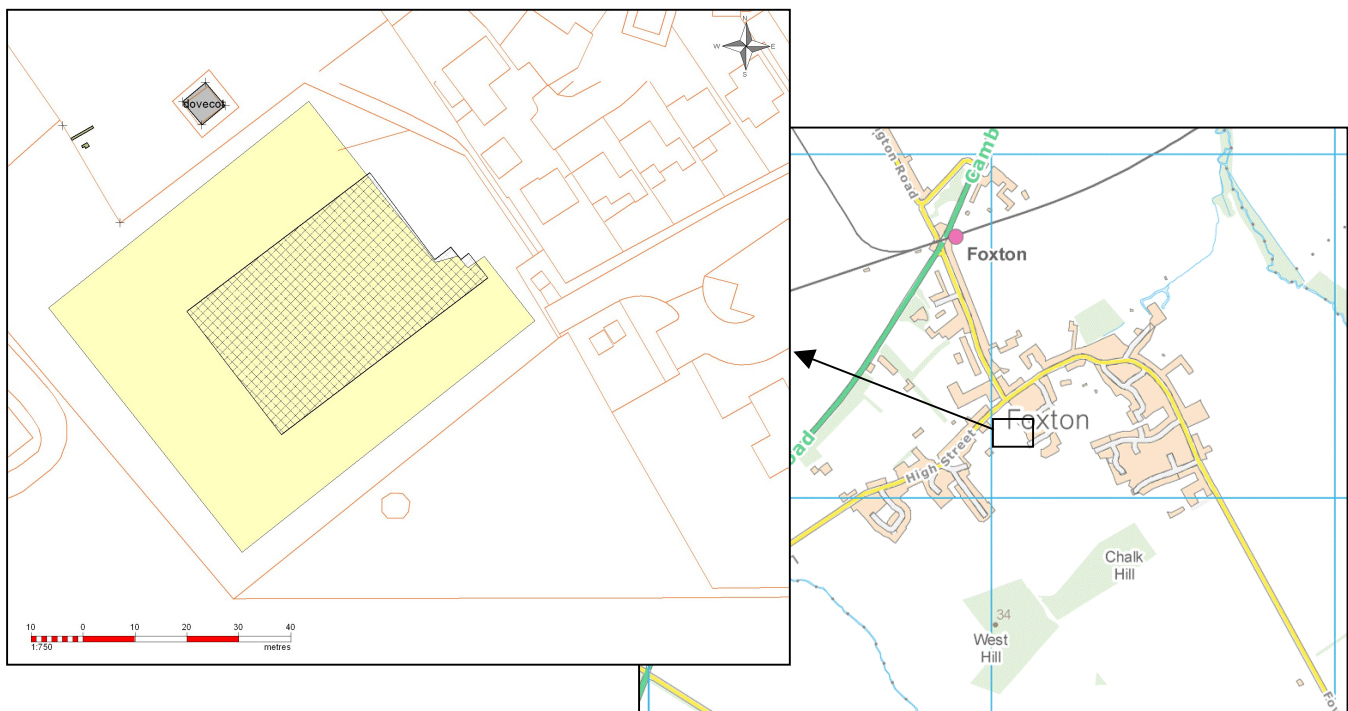 N
W
E
S
dovecot
10 0 10 20 30 40
1:750
metres
Camb
gton Road
Foxton
Foxton
High Street
oad
Chalk
Hill
34
West
Hill
Fo